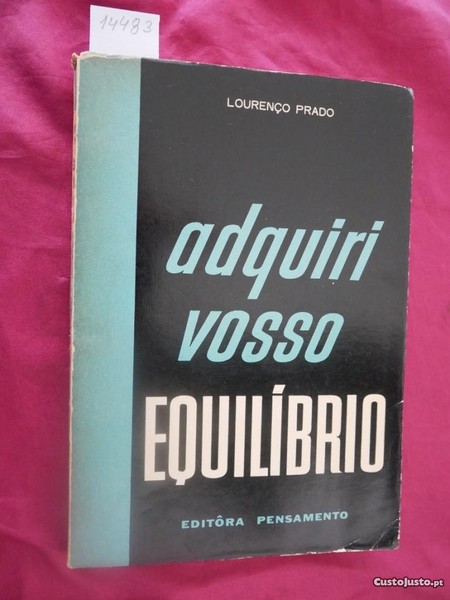 14483
LOURENÇO PRADO
adquiri
vosso
EQUILÍBRIO
EDITÔRA PENSAMENTO
CustoJusto.pt